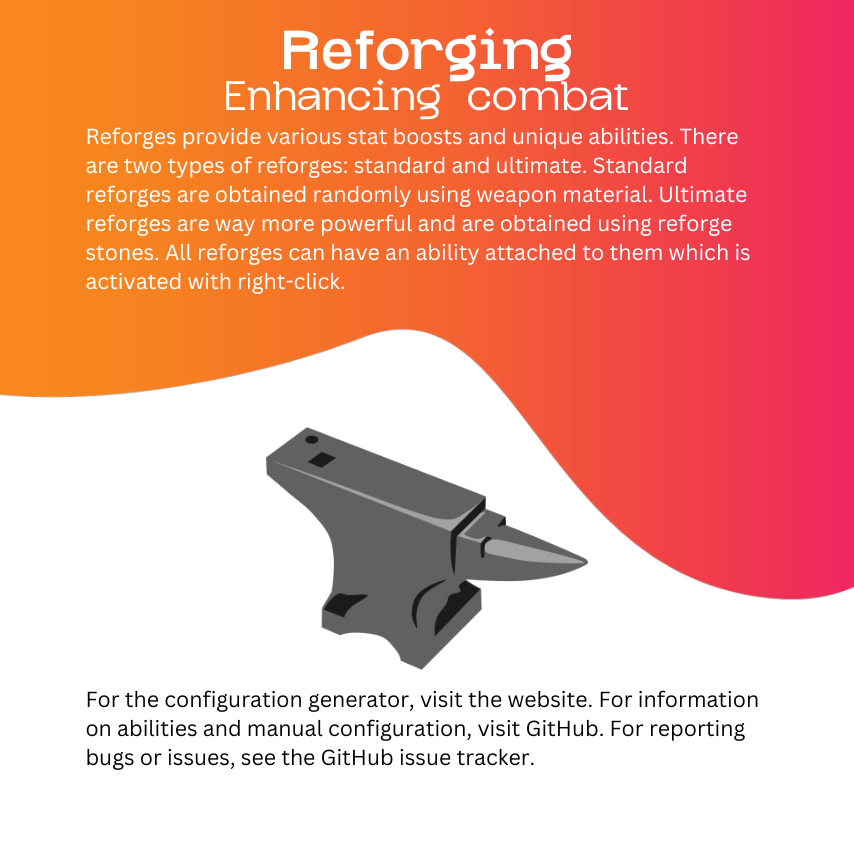 Reforging
Enhancing combat
Reforges provide various stat boosts and unique abilities. There
are two types of reforges: standard and ultimate. Standard
reforges are obtained randomly using weapon material. Ultimate
reforges are way more powerful and are obtained using reforge
stones. All reforges can have an ability attached to them which is
activated with right-click.
For the configuration generator, visit the website. For information
on abilities and manual configuration, visit GitHub. For reporting
bugs or issues, see the GitHub issue tracker.